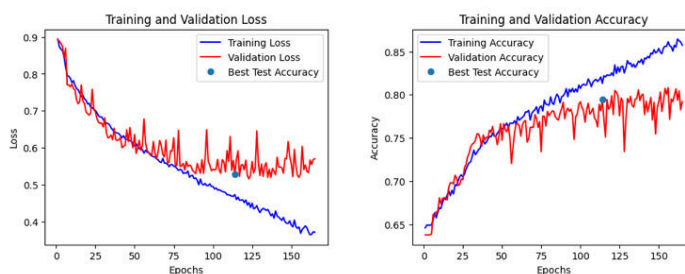 Training and Validation Loss
0.9
0.8
0.7
0.6
0.5
0.4
Loss
Training Loss
Validation Loss
Best Test Accuracy
0
25
50
75
100
125
150
Epochs
Training and Validation Accuracy
0.85
0.80
0.75
0.70
0.65
Accuracy
Training Accuracy
Validation Accuracy
Best Test Accuracy
0
25
50
75
100
125
150
Epochs